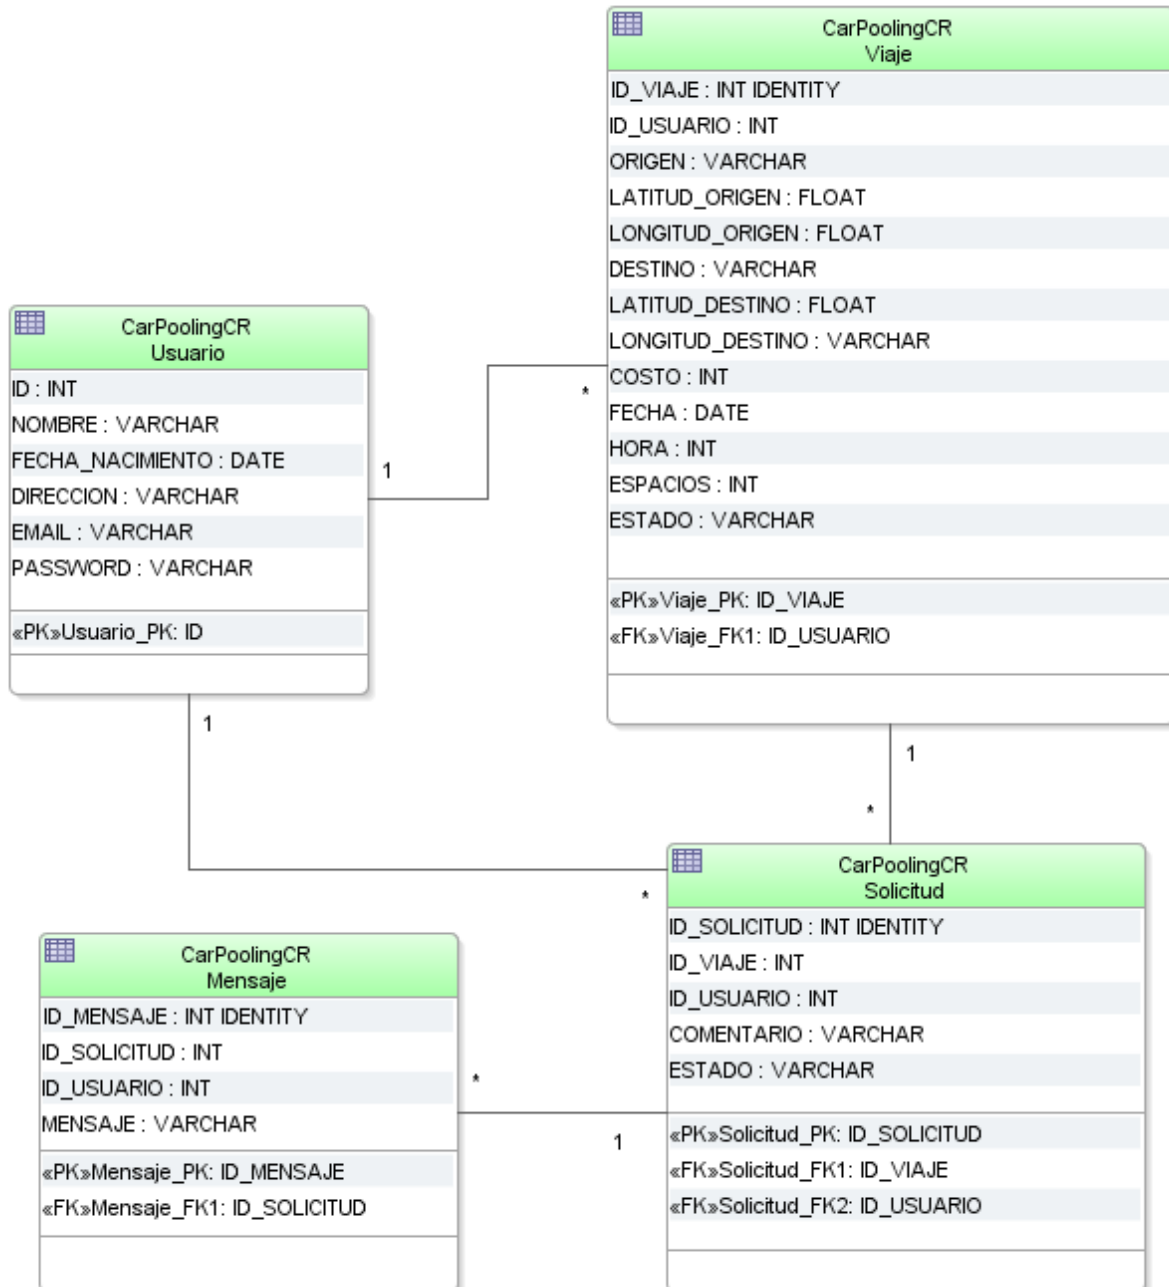 CarPoolingCR
Viaje
ID_VIAJE : INT IDENTITY
ID_USUARIO : INT
ORIGEN : VARCHAR
LATITUD_ORIGEN : FLOAT
LONGITUD_ORIGEN : FLOAT
DESTINO : VARCHAR
LATITUD_DESTINO : FLOAT
LONGITUD_DESTINO : VARCHAR
COSTO : INT
FECHA : DATE
HORA : INT
ESPACIOS : INT
ESTADO : VARCHAR
«PK»Viaje_PK: ID_VIAJE
«FK»Viaje_FK1: ID_USUARIO
CarPoolingCR
Usuario
ID : INT
NOMBRE : VARCHAR
FECHA_NACIMIENTO : DATE
DIRECCION : VARCHAR
EMAIL : VARCHAR
PASSWORD : VARCHAR
«PK»Usuario_PK: ID
1
*
1
*
1
*
CarPoolingCR
Solicitud
ID_SOLICITUD : INT IDENTITY
ID_VIAJE : INT
ID_USUARIO : INT
COMENTARIO : VARCHAR
ESTADO : VARCHAR
«PK»Solicitud_PK: ID_SOLICITUD
«FK»Solicitud_FK1: ID_VIAJE
«FK»Solicitud_FK2: ID_USUARIO
CarPoolingCR
Mensaje
ID_MENSAJE : INT IDENTITY
ID_SOLICITUD : INT
ID_USUARIO : INT
MENSAJE : VARCHAR
«PK»Mensaje_PK: ID_MENSAJE
«FK»Mensaje_FK1: ID_SOLICITUD
*
1